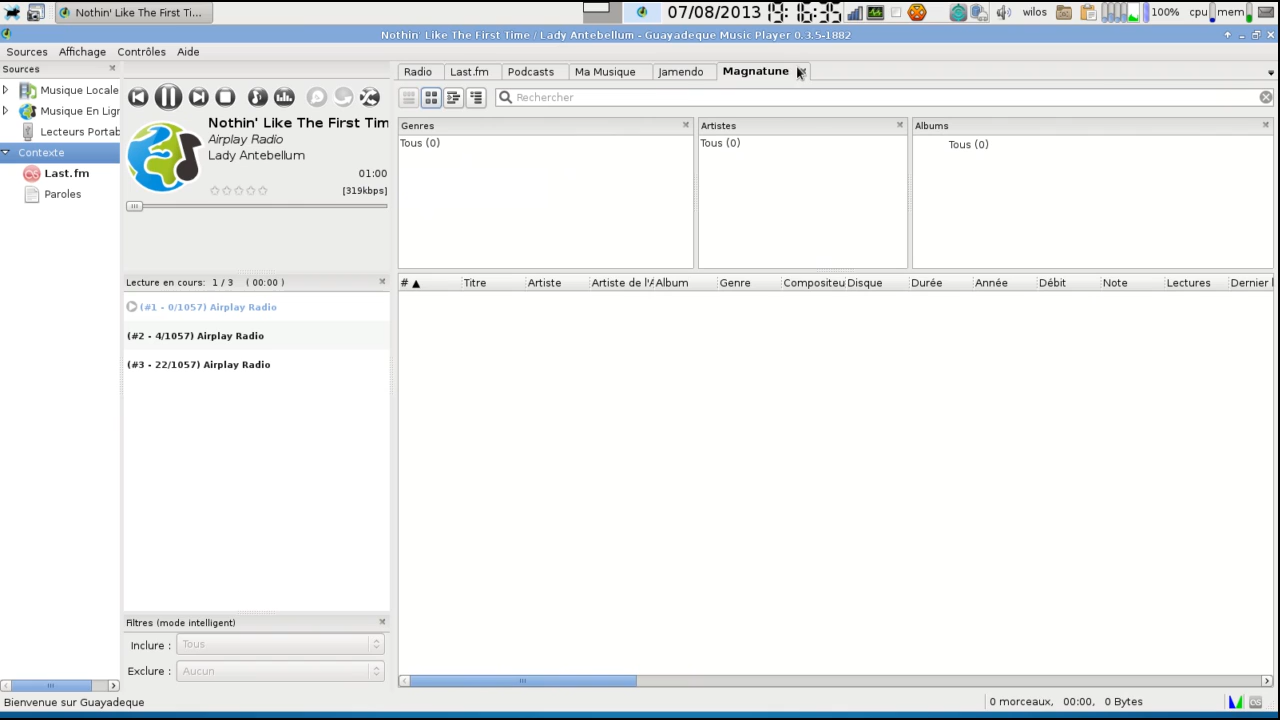 Nothin' Like The First Ti...
07/08/2013 19:16:35
wilos
100%
cpu
mem
Nothin' Like The First Time / Lady Antebellum - Guayadeque Music Player 0.3.5-1882
Sources Affichage Contrôles Aide
Sources
Musique Locale
Musique En Lign
Lecteurs Portab
Contexte
Last.fm
Paroles
Nothin' Like The First Tim
Airplay Radio
Lady Antebellum
01:00
[319kbps]
Lecture en cours: 1 / 3 ( 00:00 )
(#1 - 0/1057) Airplay Radio
(#2 - 4/1057) Airplay Radio
(#3 - 22/1057) Airplay Radio
Filtres (mode intelligent)
Inclure : Tous
Exclure : Aucun
Radio Last.fm Podcasts Ma Musique Jamendo Magnatune
Rechercher
Genres Artistes Albums
Tous (0) Tous (0) Tous (0)
# Titre Artiste Artiste de l'A Album Genre Compositeu Disque Durée Année Débit Note Lectures Dernier l
Bienvenue sur Guayadeque
0 morceaux, 00:00, 0 Bytes